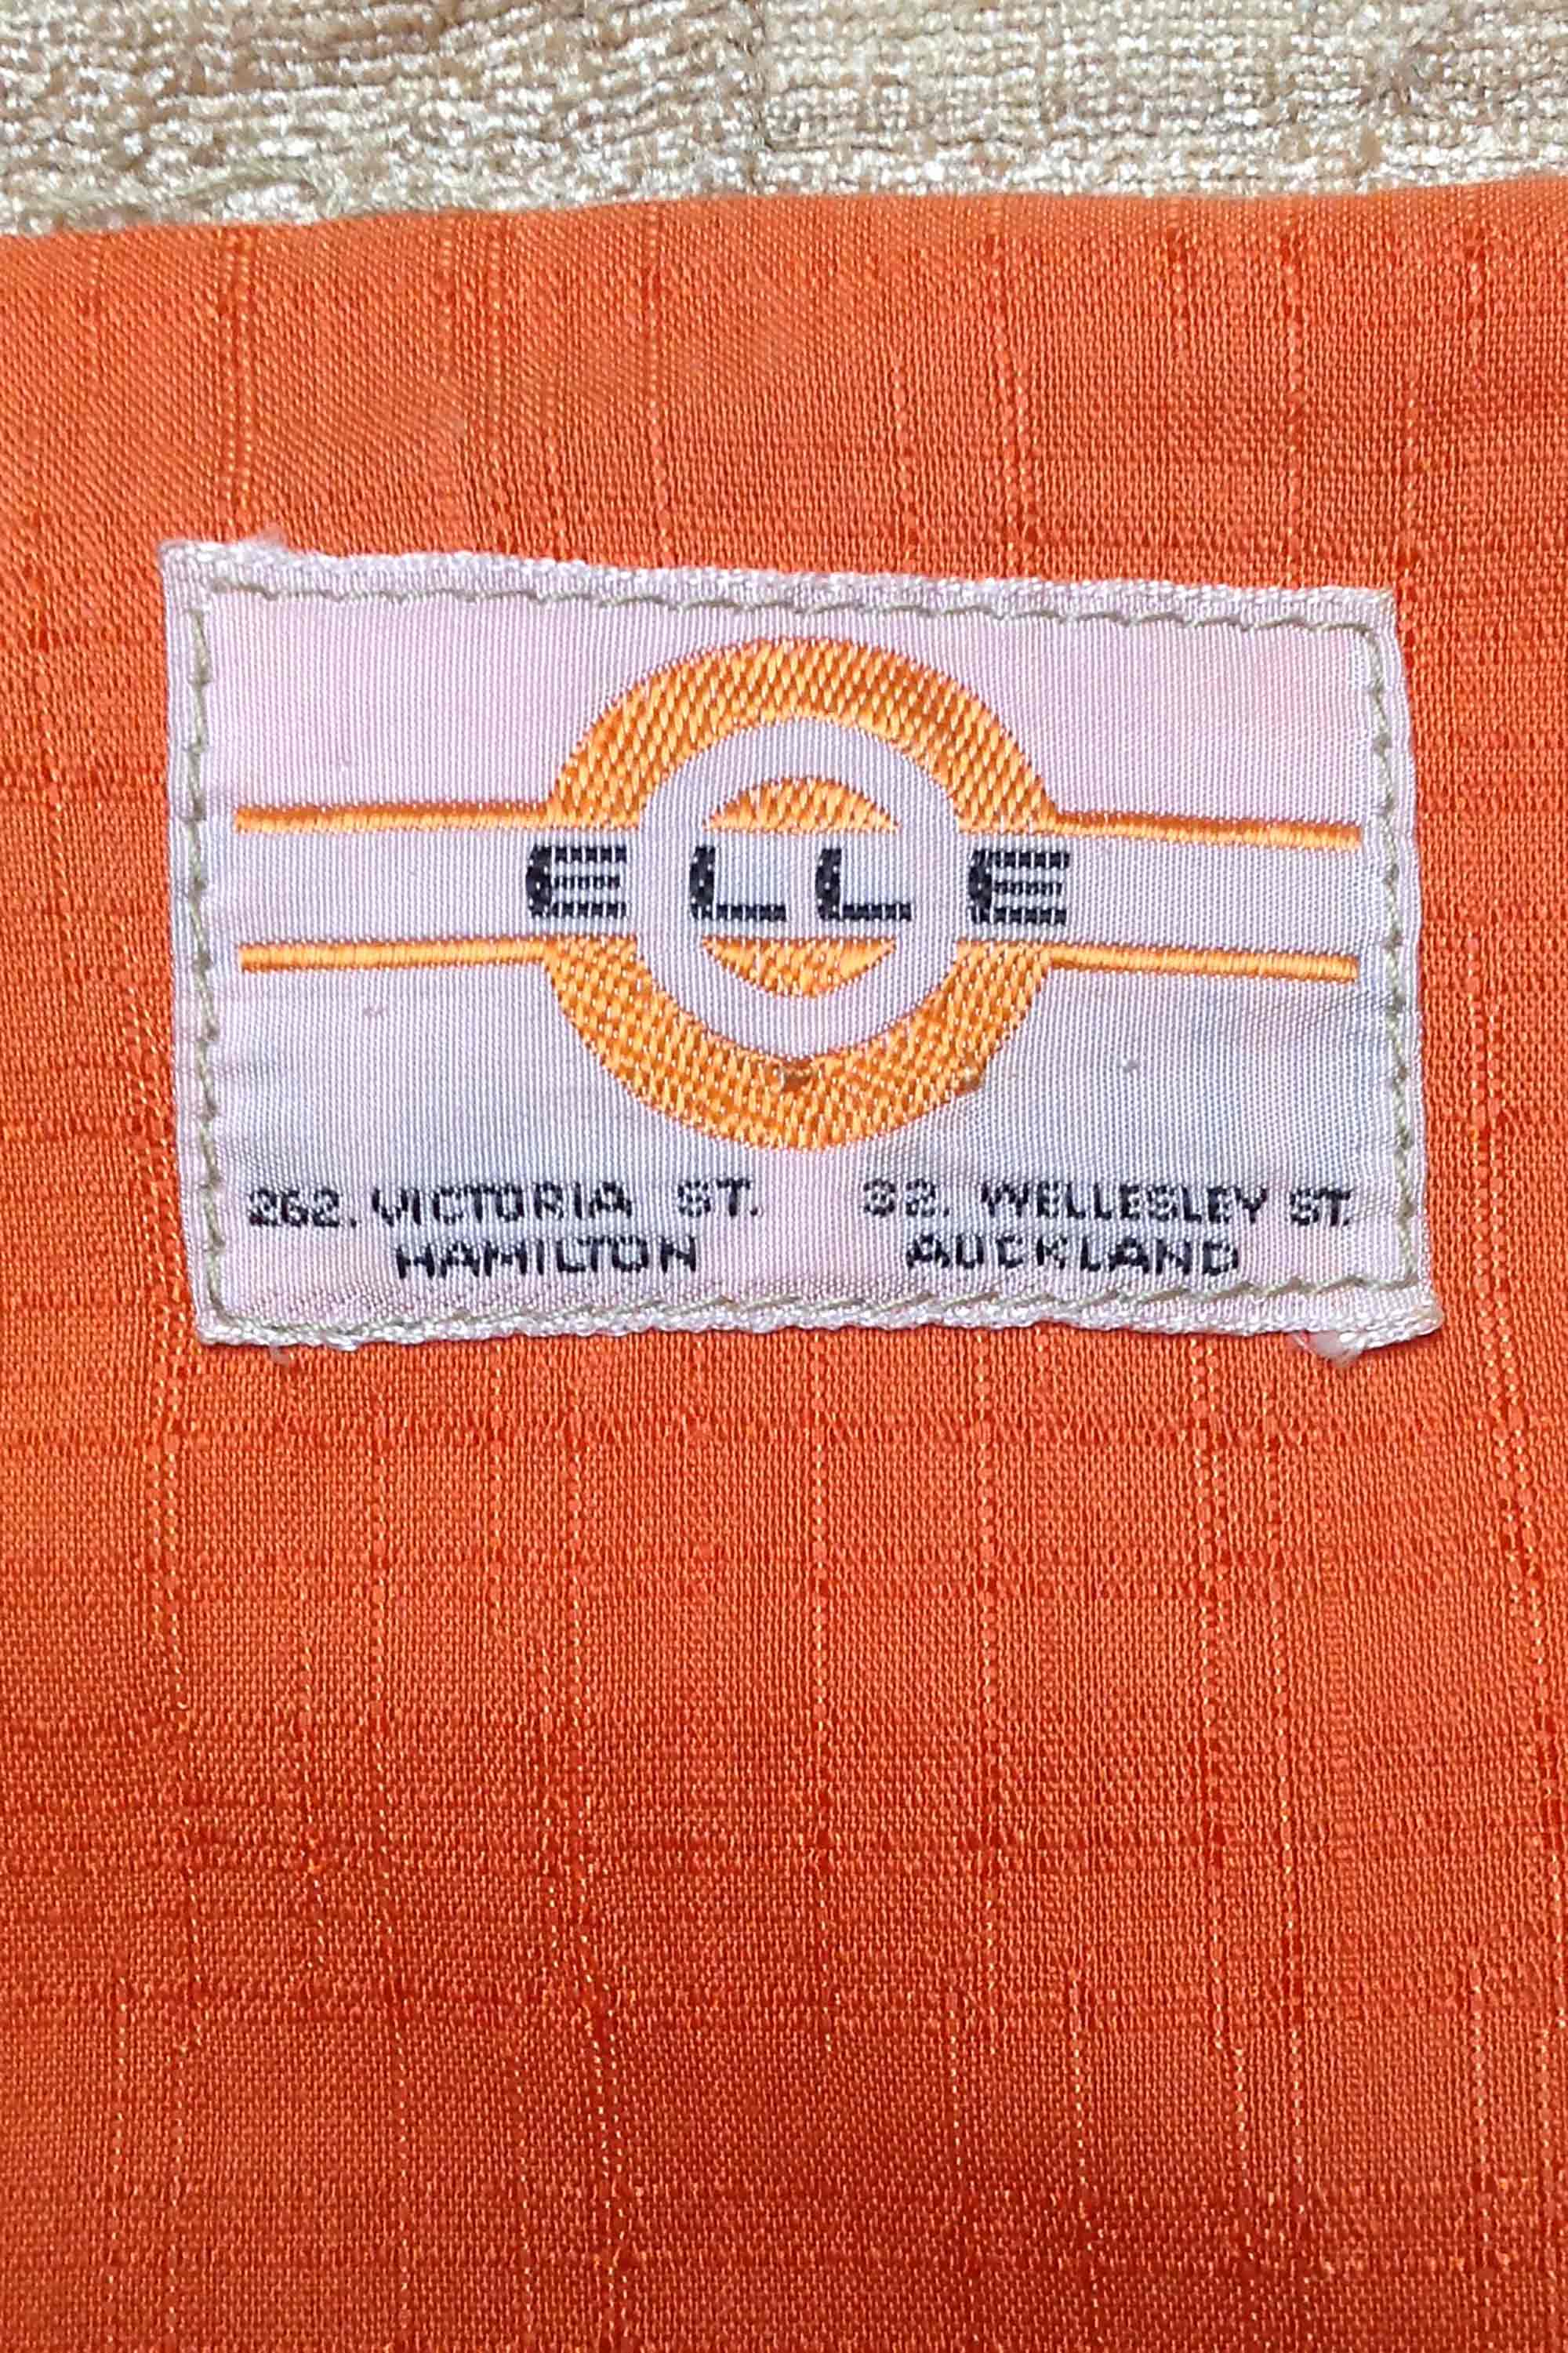 ELLE
262. VICTORIA ST.
HAMILTON
32. WELLESLEY ST.
AUCKLAND